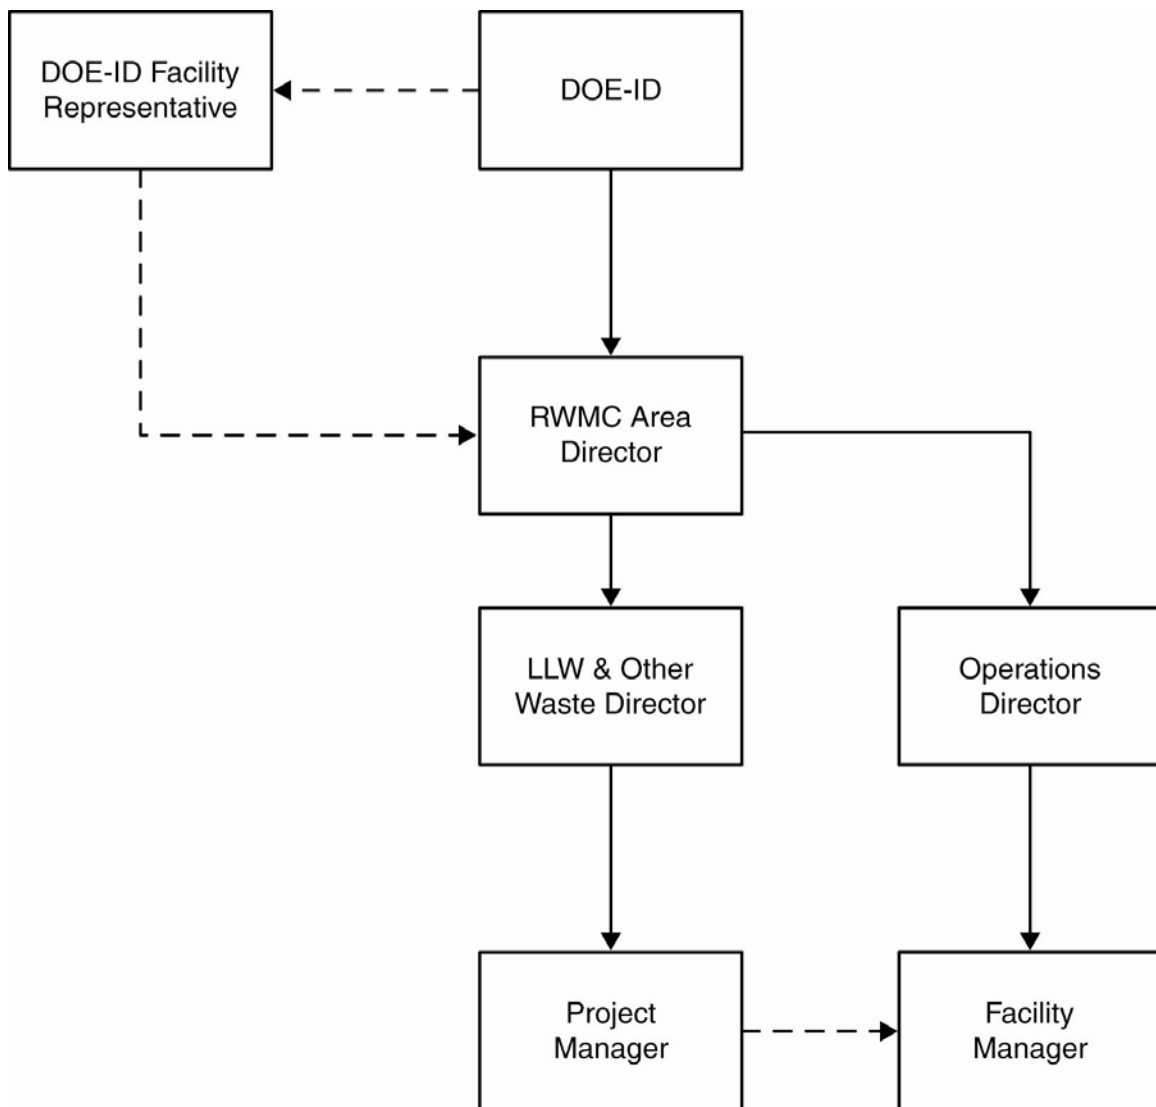 DOE-ID Facility
Representative
DOE-ID
RWMC Area
Director
LLW & Other
Waste Director
Operations
Director
Project
Manager
Facility
Manager